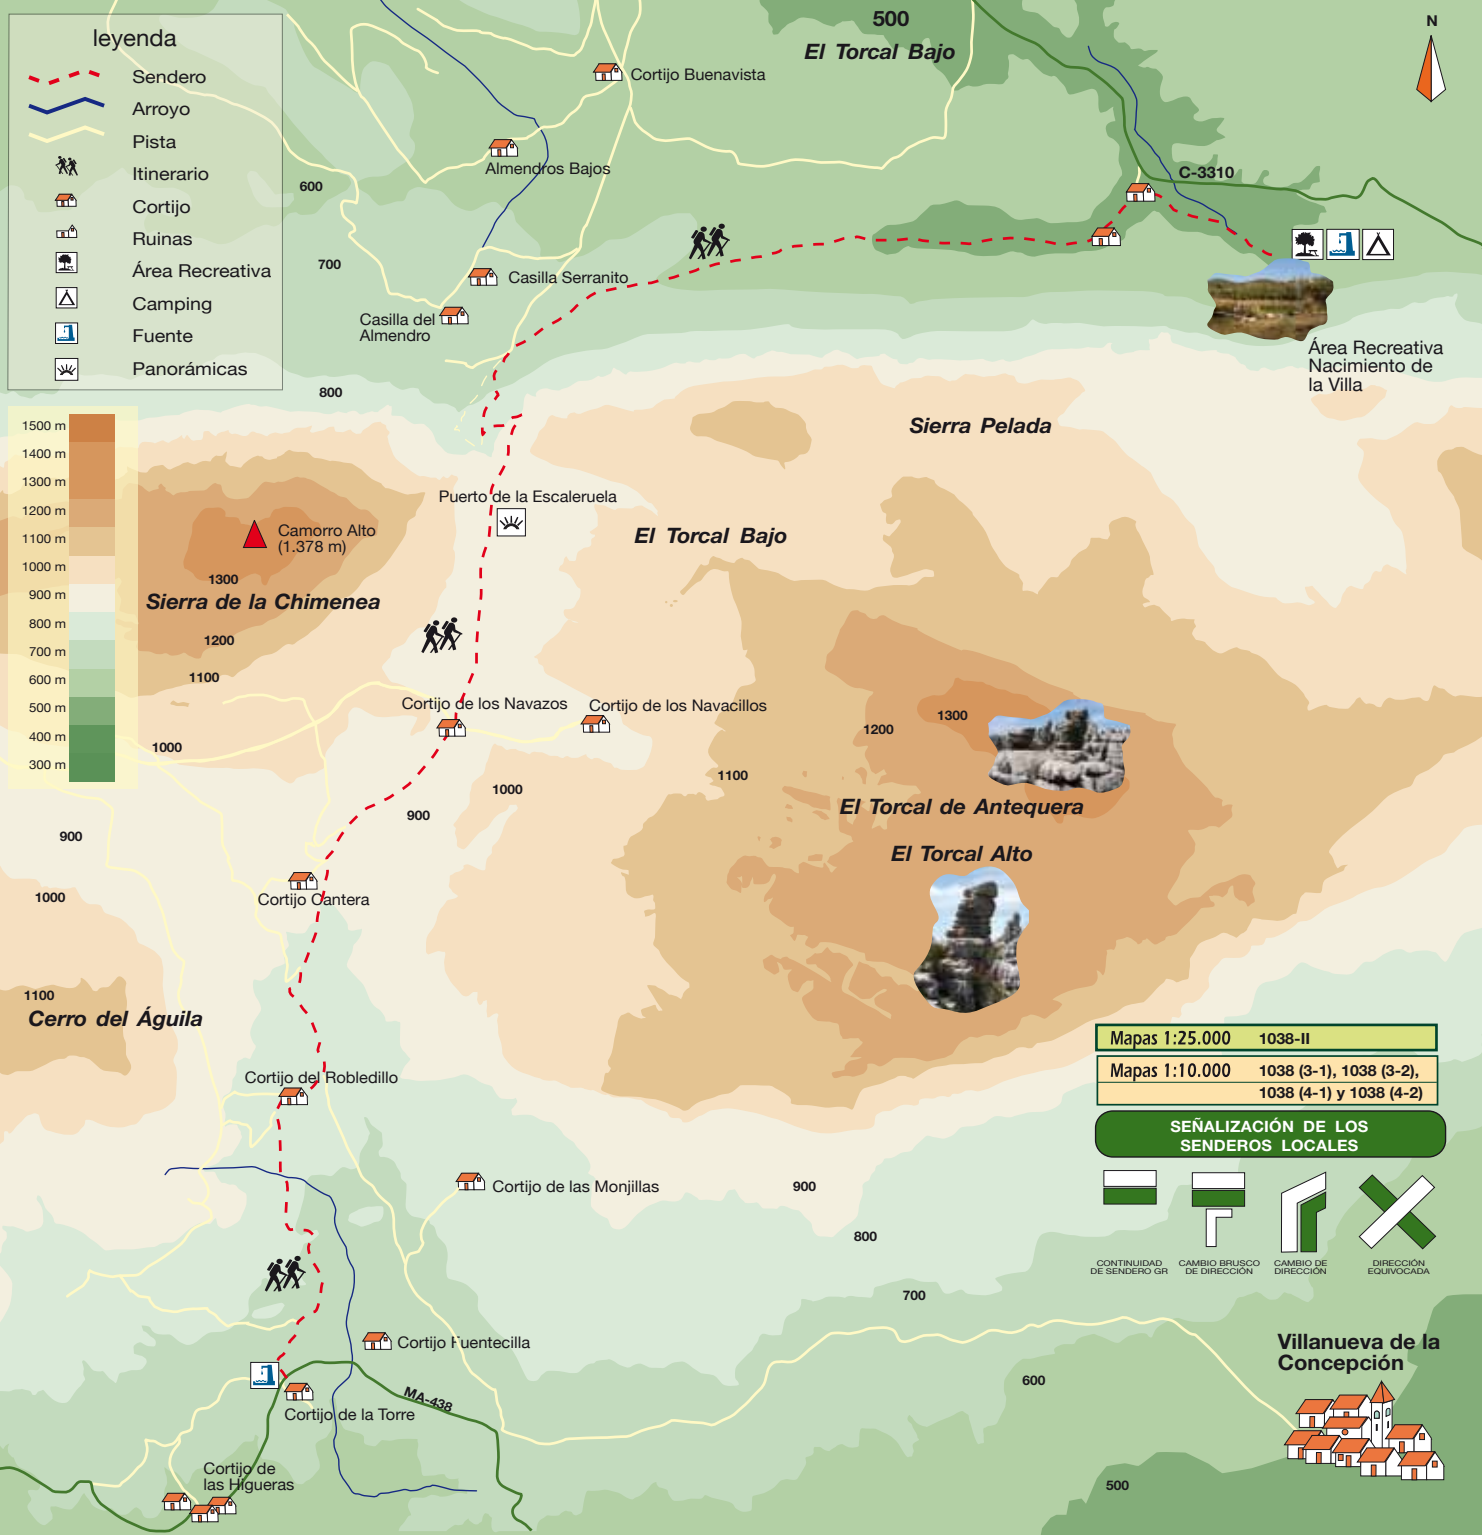 leyenda
Sendero
Arroyo
Pista
Itinerario
Cortijo
Ruinas
Área Recreativa
Camping
Fuente
Panorámicas
1500 m
1400 m
1300 m
1200 m
1100 m
1000 m
900 m
800 m
700 m
600 m
500 m
400 m
300 m
500
El Torcal Bajo
N
Cortijo Buenavista
Almendros Bajos
600
C-3310
700
Casilla Serranito
Casilla del
Almendro
Área Recreativa
Nacimiento de
la Villa
800
Sierra Pelada
Puerto de la Escaleruela
El Torcal Bajo
Camorro Alto
(1.378 m)
1300
Sierra de la Chimenea
1200
1100
Cortijo de los Navazos
Cortijo de los Navacillos
1300
1200
1000
1100
1000
900
El Torcal de Antequera
900
El Torcal Alto
1000
Cortijo Cantera
1100
Cerro del Águila
Mapas 1:25.000
1038-II
Mapas 1:10.000
1038 (3-1), 1038 (3-2),
1038 (4-1) y 1038 (4-2)
Cortijo del Robledillo
SEÑALIZACIÓN DE LOS
SENDEROS LOCALES
CONTINUIDAD
DE SENDERO GR
CAMBIO BRUSCO
DE DIRECCIÓN
CAMBIO DE
DIRECCIÓN
DIRECCIÓN
EQUIVOCADA
Cortijo de las Monjillas
900
800
700
Cortijo Fuentecilla
Villanueva de la
Concepción
600
MA-438
Cortijo de la Torre
Cortijo de
las Higueras
500